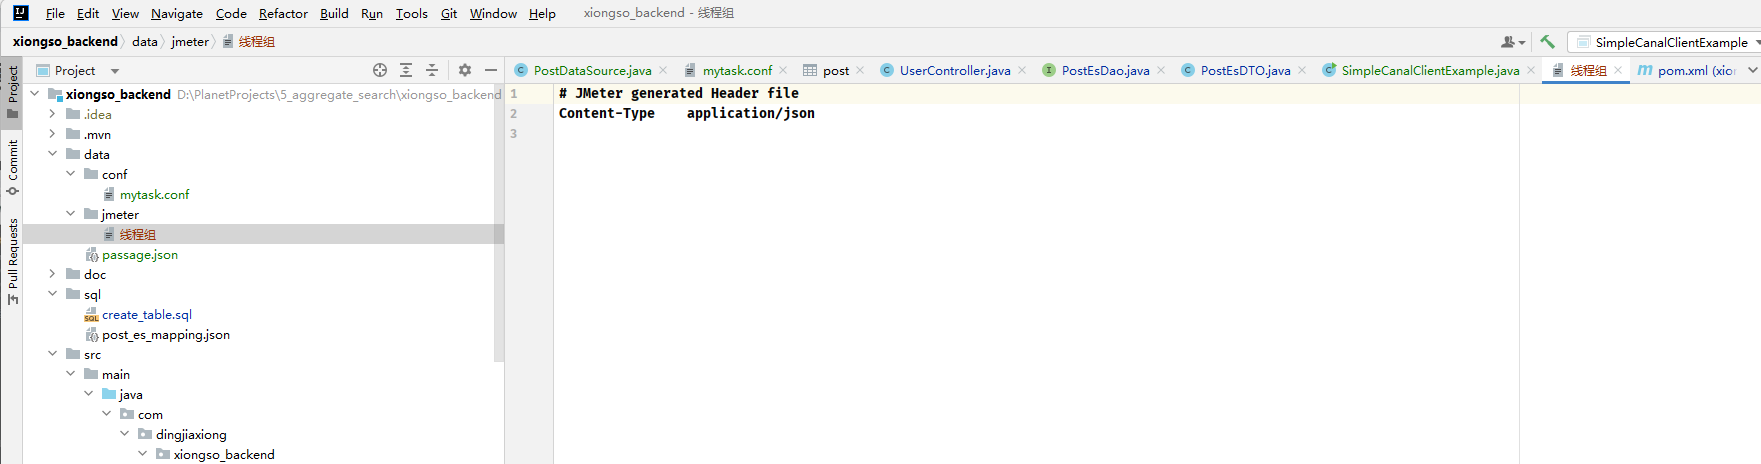 File Edit View Navigate Code Refactor Build Run Tools Git Window Help xiongso_backend - 线程组
xiongso_backend data jmeter 线程组 SimpleCanalClientExample
Project PostDataSource.java mytask.conf post UserController.java PostEsDao.java PostEsDTO.java SimpleCanalClientExample.java 线程组 pom.xml (xio
Project
Commit
Pull Requests
xiongso_backend D:\PlanetProjects\5_aggregate_search\xiongso_backend
.idea
.mvn
data
conf
mytask.conf
jmeter
线程组
passage.json
doc
sql
create_table.sql
post_es_mapping.json
src
main
java
com
dingjiaxiong
xiongso_backend
1 # JMeter generated Header file
2 Content-Type application/json
3